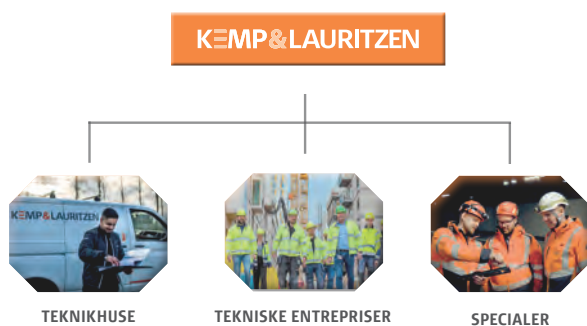 KEMP&LAURITZEN
KEMP&LAURITZEN
TEKNIKHUSE
TEKNISKE ENTREPRISER
SPECIALER